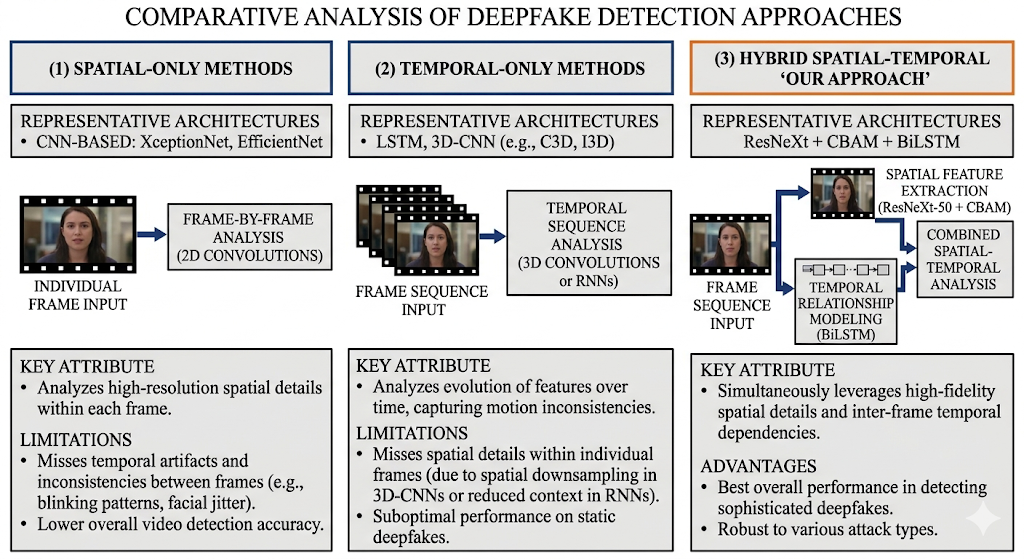 COMPARATIVE ANALYSIS OF DEEPFAKE DETECTION APPROACHES
(1) SPATIAL-ONLY METHODS
REPRESENTATIVE ARCHITECTURES
• CNN-BASED: XceptionNet, EfficientNet
FRAME-BY-FRAME
ANALYSIS
(2D CONVOLUTIONS)
INDIVIDUAL
FRAME INPUT
KEY ATTRIBUTE
• Analyzes high-resolution spatial details
within each frame.
LIMITATIONS
• Misses temporal artifacts and
inconsistencies between frames (e.g.,
blinking patterns, facial jitter).
• Lower overall video detection accuracy.
(2) TEMPORAL-ONLY METHODS
REPRESENTATIVE ARCHITECTURES
• LSTM, 3D-CNN (e.g., C3D, I3D)
TEMPORAL
SEQUENCE
ANALYSIS
(3D CONVOLUTIONS
or RNNs)
FRAME SEQUENCE
INPUT
KEY ATTRIBUTE
• Analyzes evolution of features over
time, capturing motion inconsistencies.
LIMITATIONS
• Misses spatial details within individual
frames (due to spatial downsampling in
3D-CNNs or reduced context in RNNs).
• Suboptimal performance on static
deepfakes.
(3) HYBRID SPATIAL-TEMPORAL
‘OUR APPROACH’
REPRESENTATIVE ARCHITECTURES
ResNeXt + CBAM + BiLSTM
SPATIAL FEATURE
EXTRACTION
(ResNeXt-50 + CBAM)
COMBINED
SPATIAL-
TEMPORAL
ANALYSIS
FRAME
SEQUENCE
INPUT
TEMPORAL
RELATIONSHIP
MODELING
(BiLSTM)
KEY ATTRIBUTE
• Simultaneously leverages high-fidelity
spatial details and inter-frame temporal
dependencies.
ADVANTAGES
• Best overall performance in detecting
sophisticated deepfakes.
• Robust to various attack types.